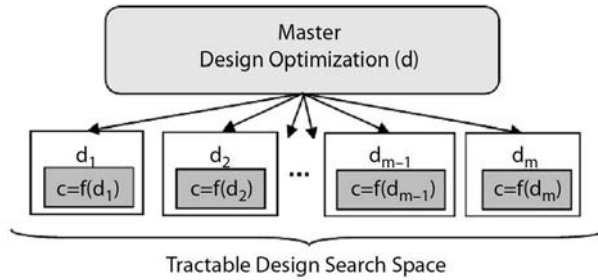 Master
Design Optimization (d)
d₁ d₂ ... dₘ₋₁ dₘ
c=f(d₁) c=f(d₂) c=f(dₘ₋₁) c=f(dₘ)
Tractable Design Search Space